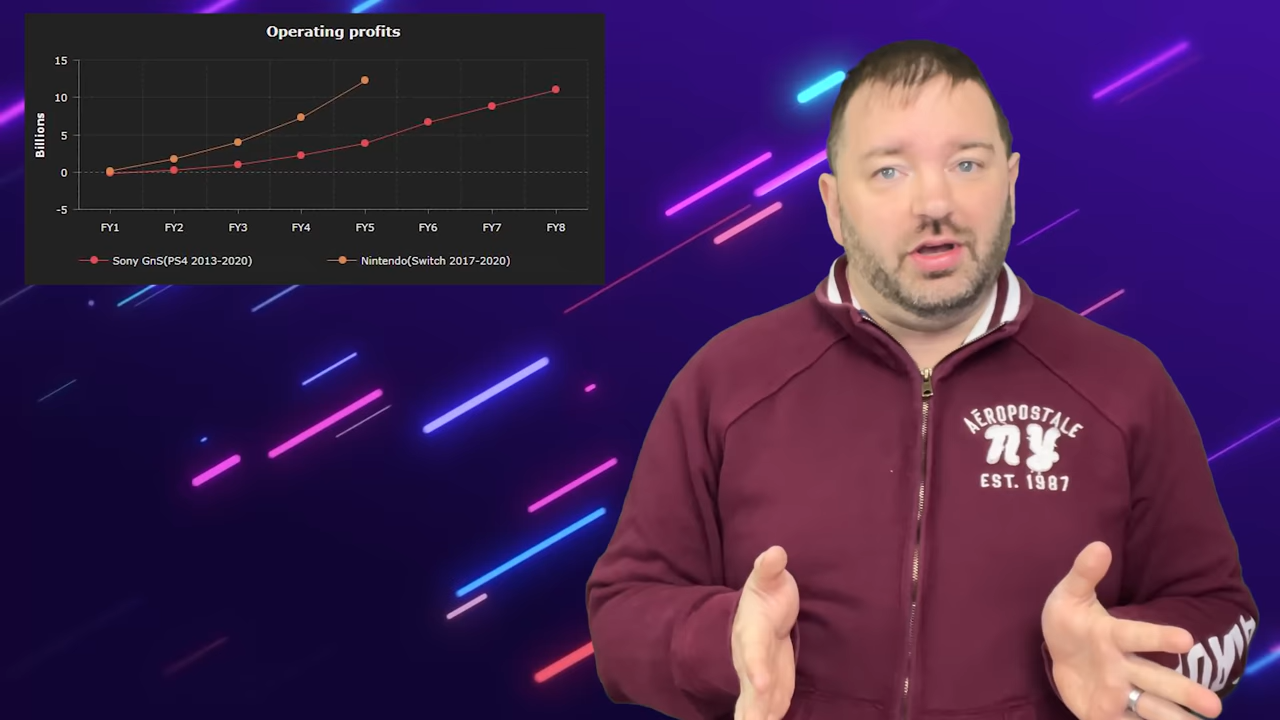 Operating profits
Billions
15
10
5
0
-5
FY1 FY2 FY3 FY4 FY5 FY6 FY7 FY8
Sony GnS(PS4 2013-2020) Nintendo(Switch 2017-2020)
AËROPOSTALE
NY
EST. 1987